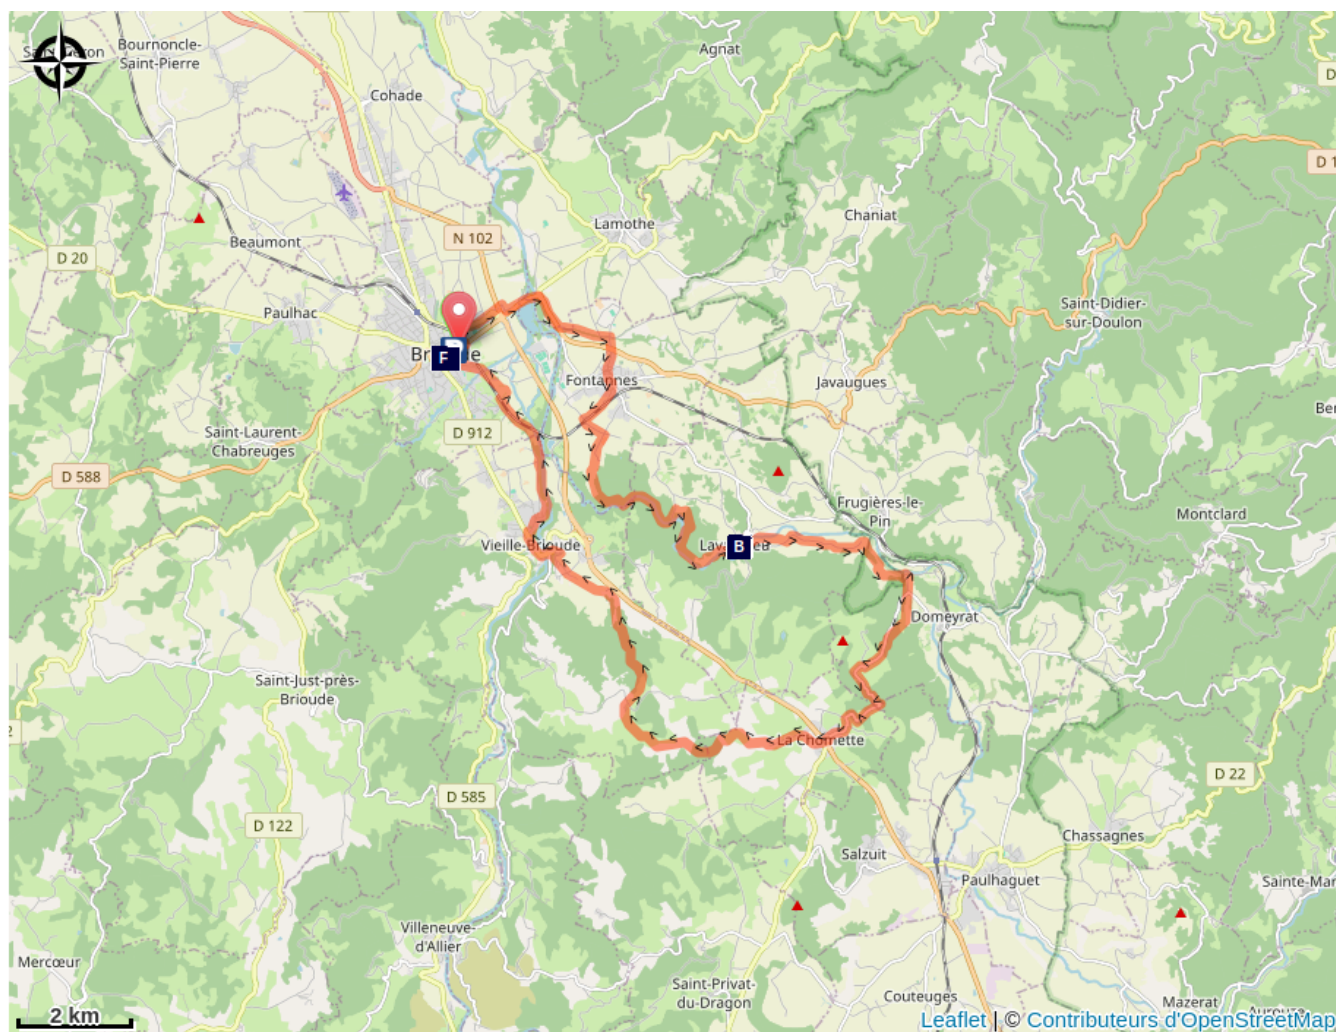 Bournoncle-
Saint-Pierre
Agnat
Cohade
D 1
Lamothe
Chaniat
N 102
Beaumont
D 20
Saint-Didier-
sur-Doulon
Paulhac
F
Fontannes
Javaugues
D 912
Saint-Laurent-
Chabreuges
D 588
Frugières-le-
Pin
Montclard
Vieille-Brioude
B
Domeyrat
Saint-Just-près-
Brioude
La Chomette
D 22
D 585
D 122
Chassagnes
Salzuit
Paulhaguet
Villeneuve-
d'Allier
Mercœur
Saint-Privat-
du-Dragon
Couteuges
Mazerat
2 km
Leaflet | © Contributeurs d'OpenStreetMap